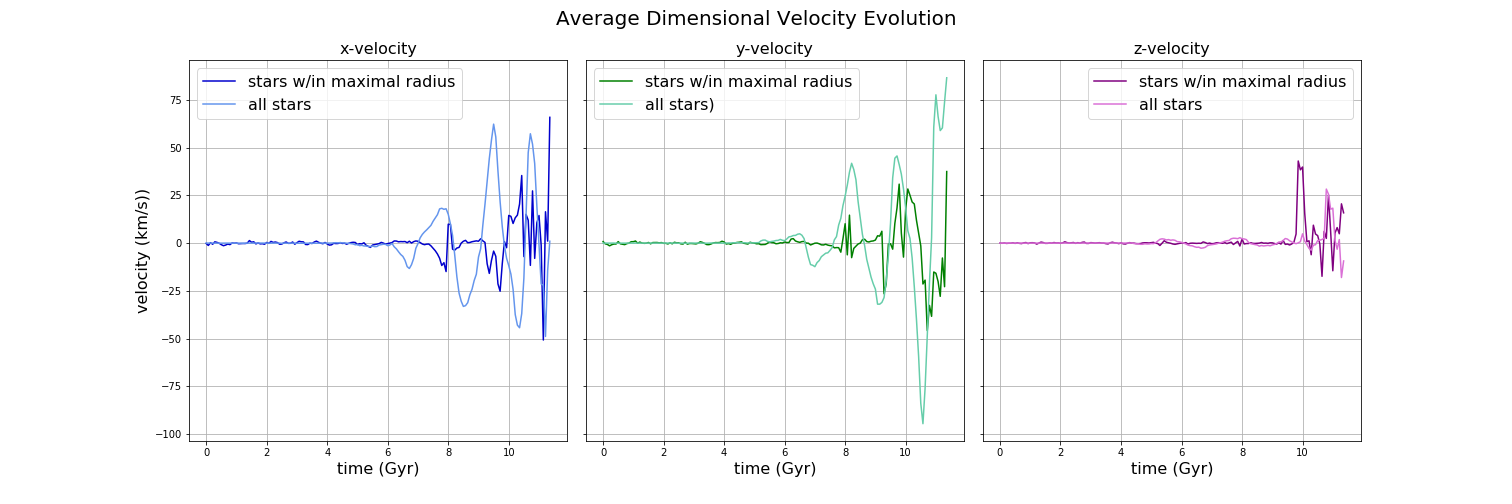 Average Dimensional Velocity Evolution
x-velocity
y-velocity
z-velocity
stars w/in maximal radius
all stars
stars w/in maximal radius
all stars)
stars w/in maximal radius
all stars
velocity (km/s))
75
50
25
0
−25
−50
−75
−100
0 2 4 6 8 10
0 2 4 6 8 10
0 2 4 6 8 10
time (Gyr)
time (Gyr)
time (Gyr)